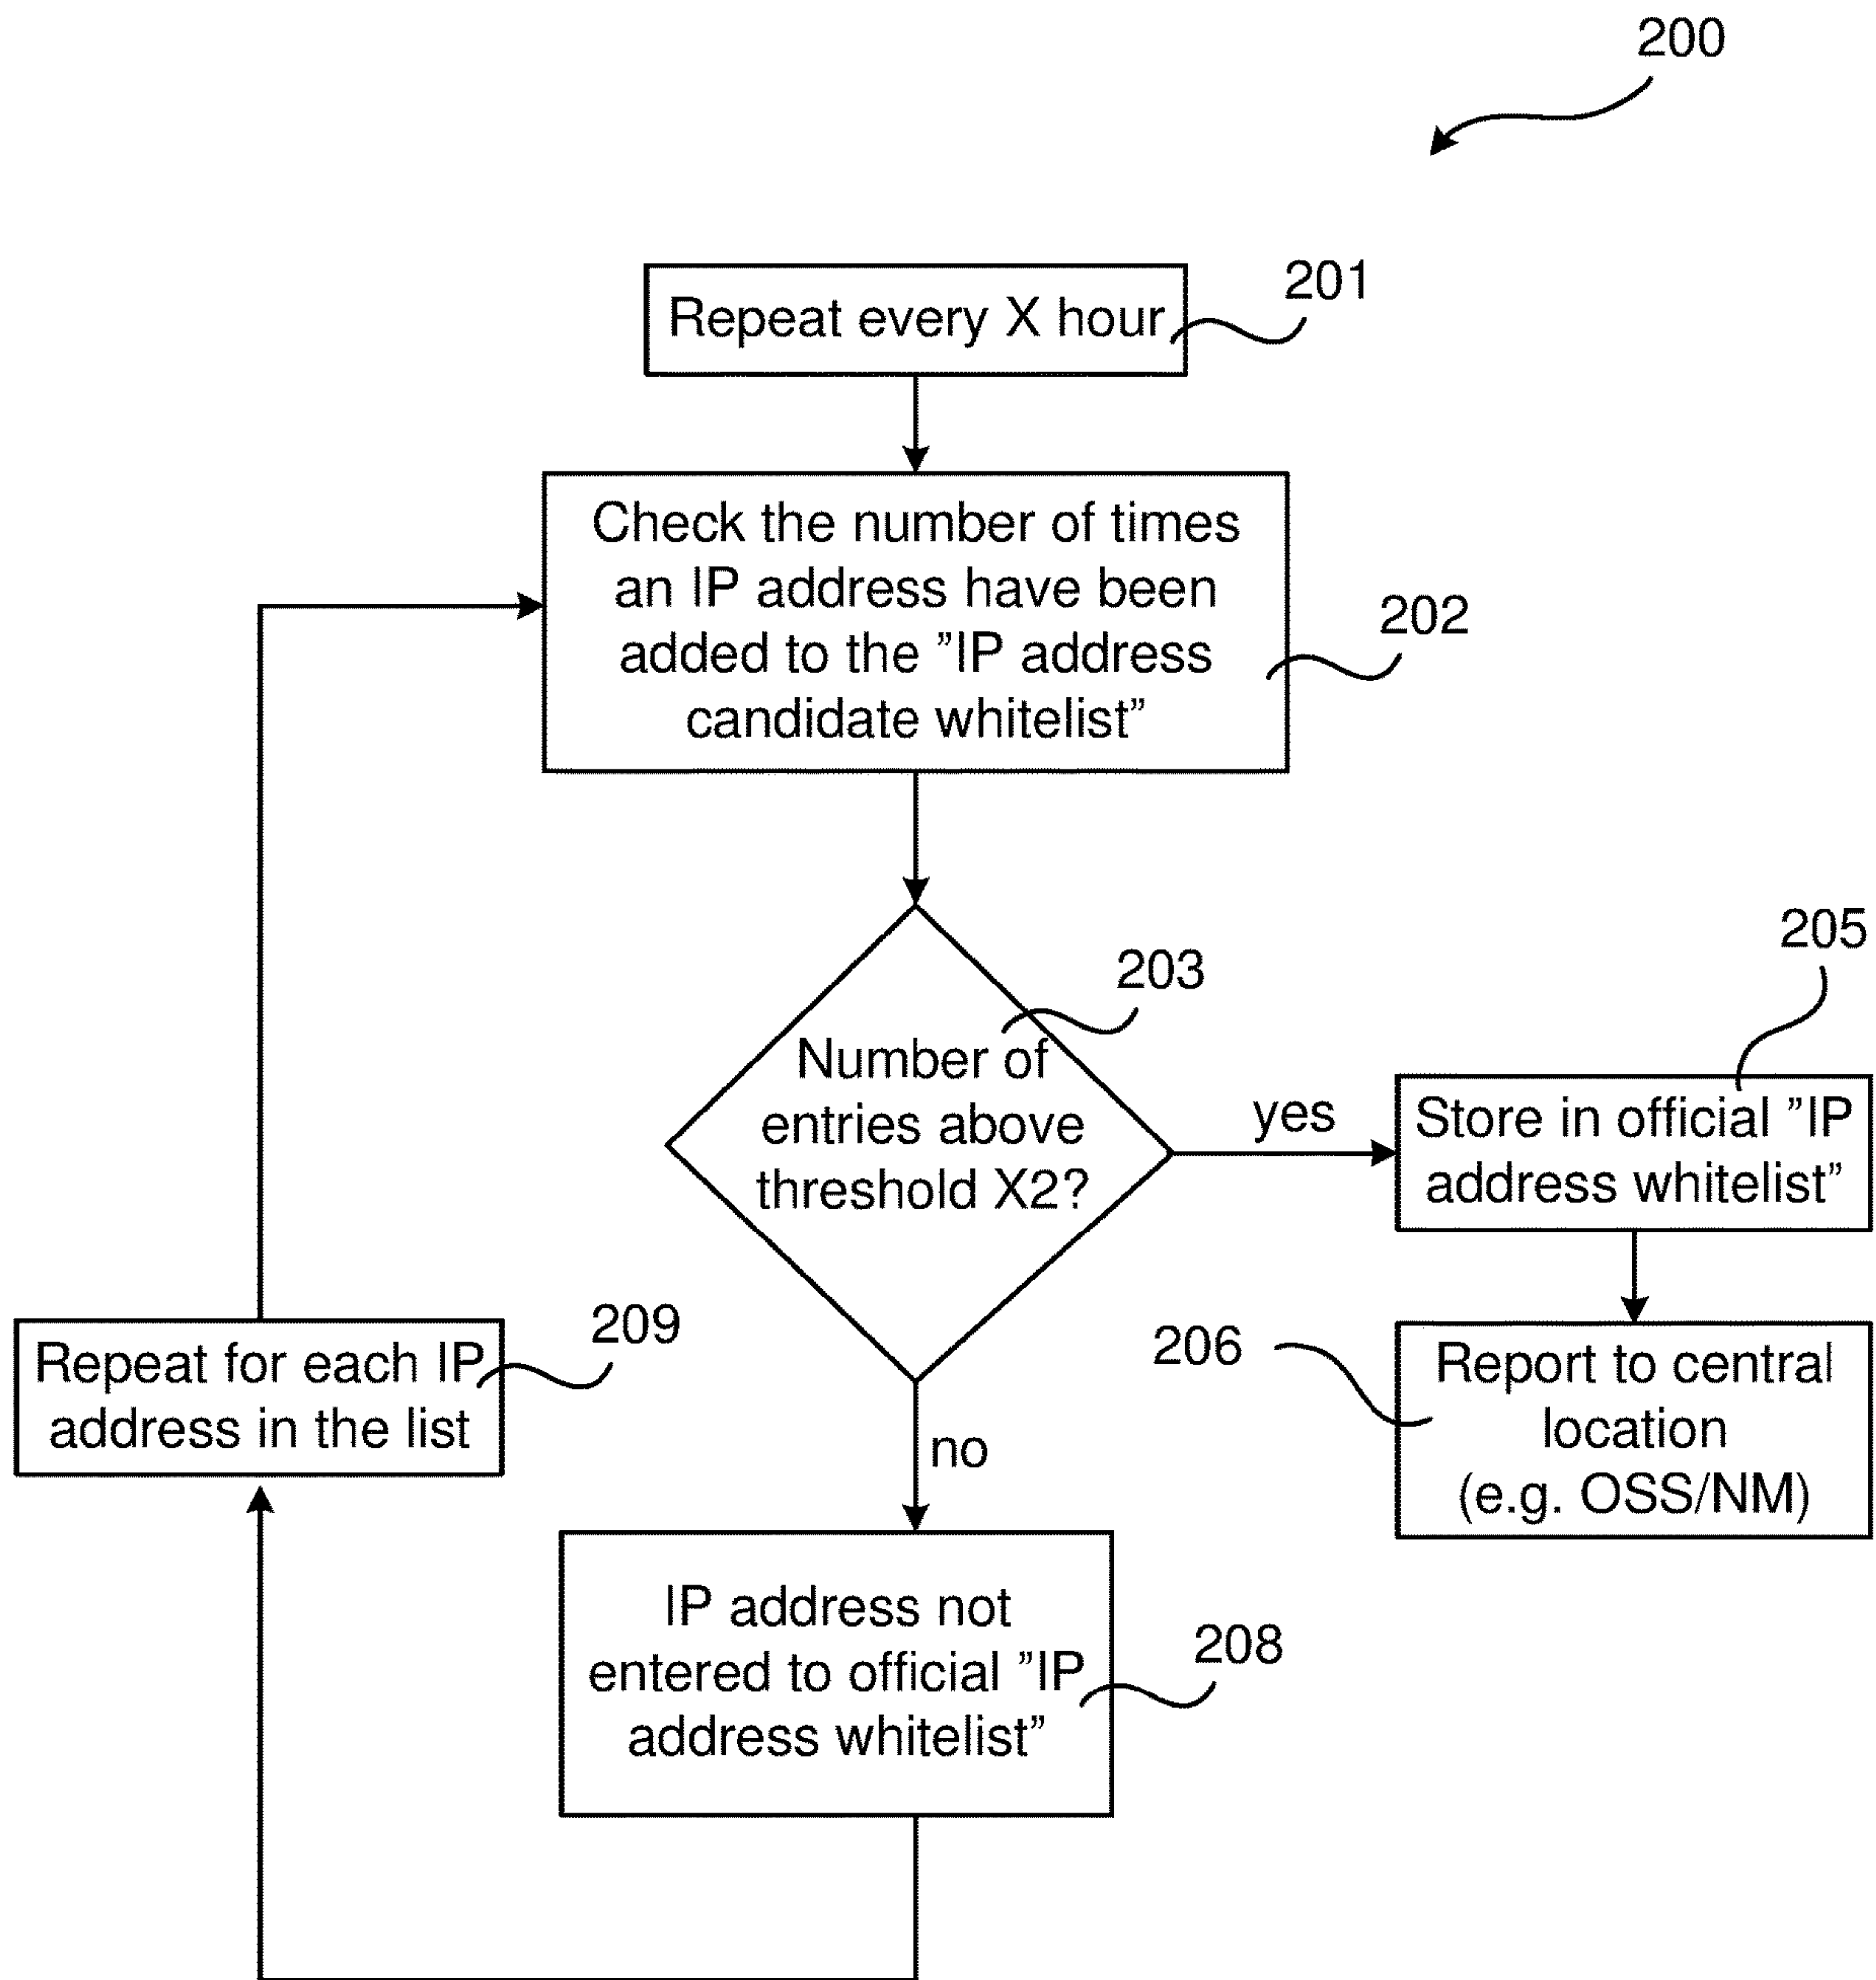 200
Repeat every X hour
201
Check the number of times
an IP address have been
added to the ”IP address
candidate whitelist”
202
203
Number of
entries above
threshold X2?
yes
205
Store in official ”IP
address whitelist”
206
Report to central
location
(e.g. OSS/NM)
209
Repeat for each IP
address in the list
no
IP address not
entered to official ”IP
address whitelist”
208